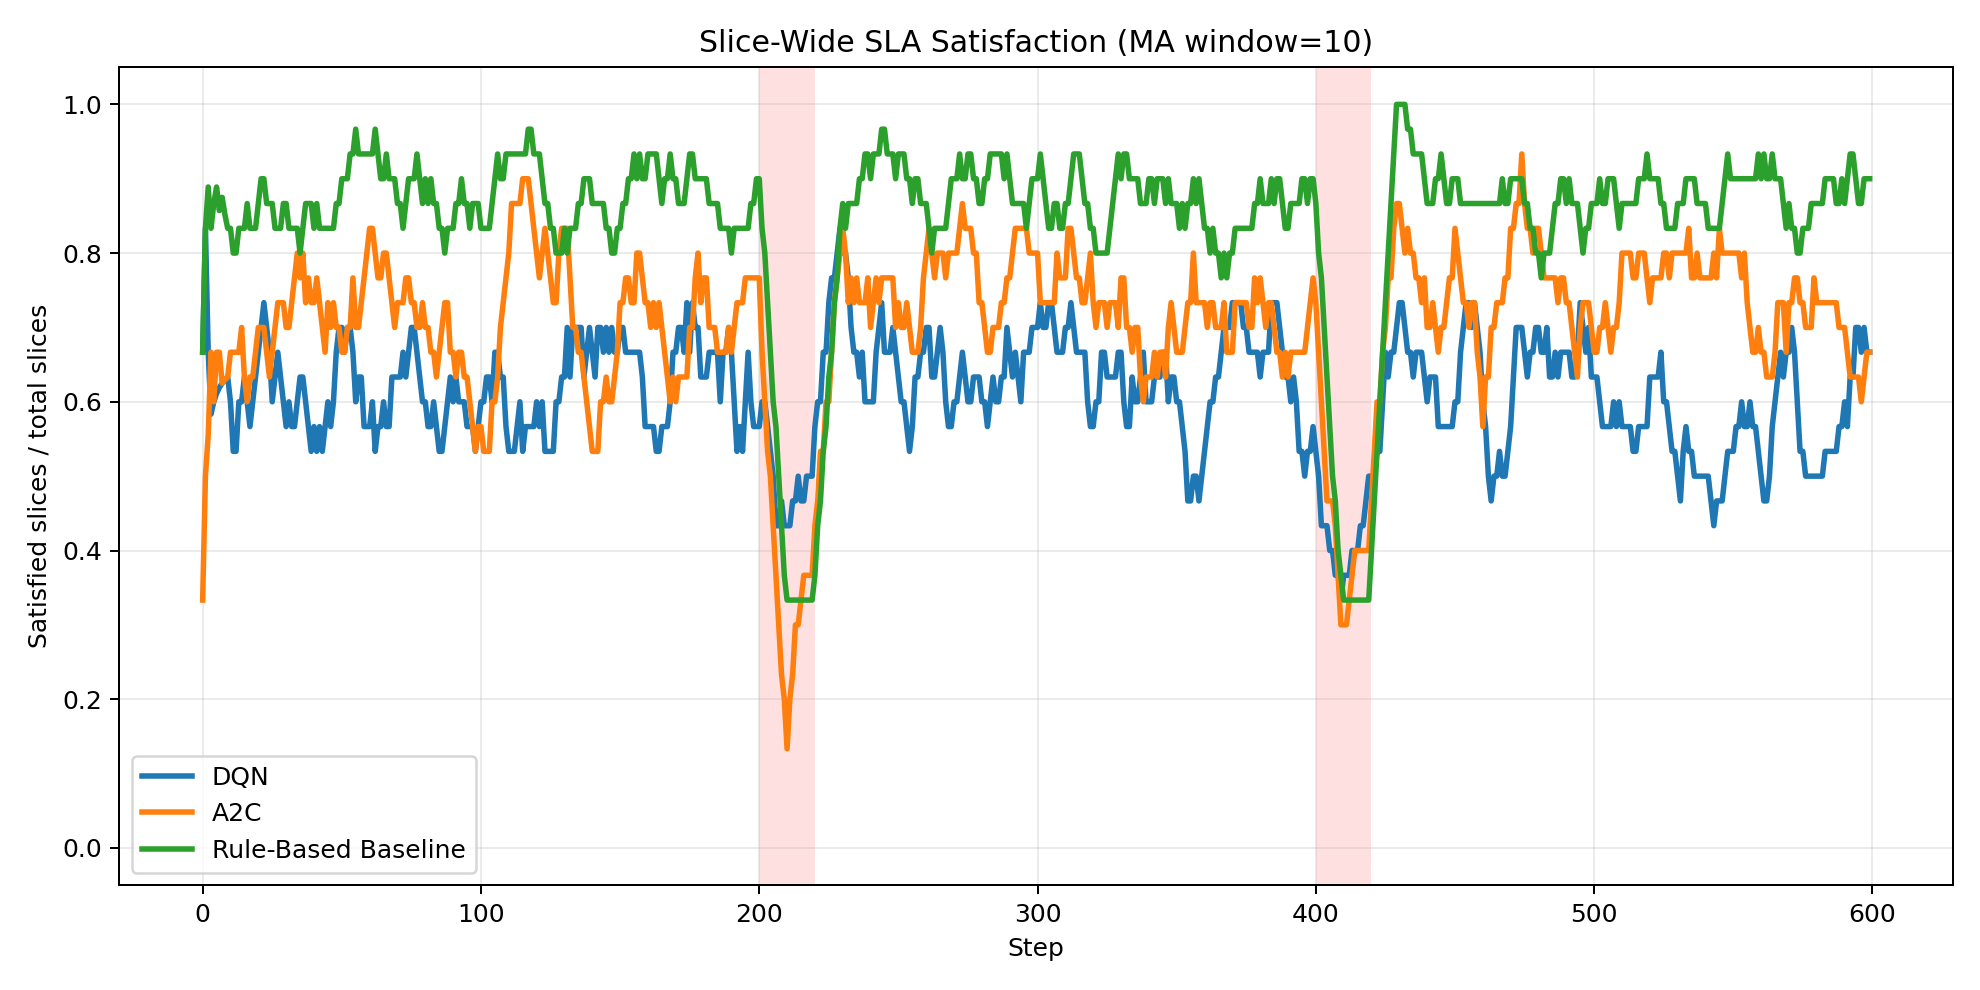 Slice-Wide SLA Satisfaction (MA window=10)
Satisfied slices / total slices
1.0
0.8
0.6
0.4
0.2
0.0
DQN
A2C
Rule-Based Baseline
0
100
200
300
400
500
600
Step